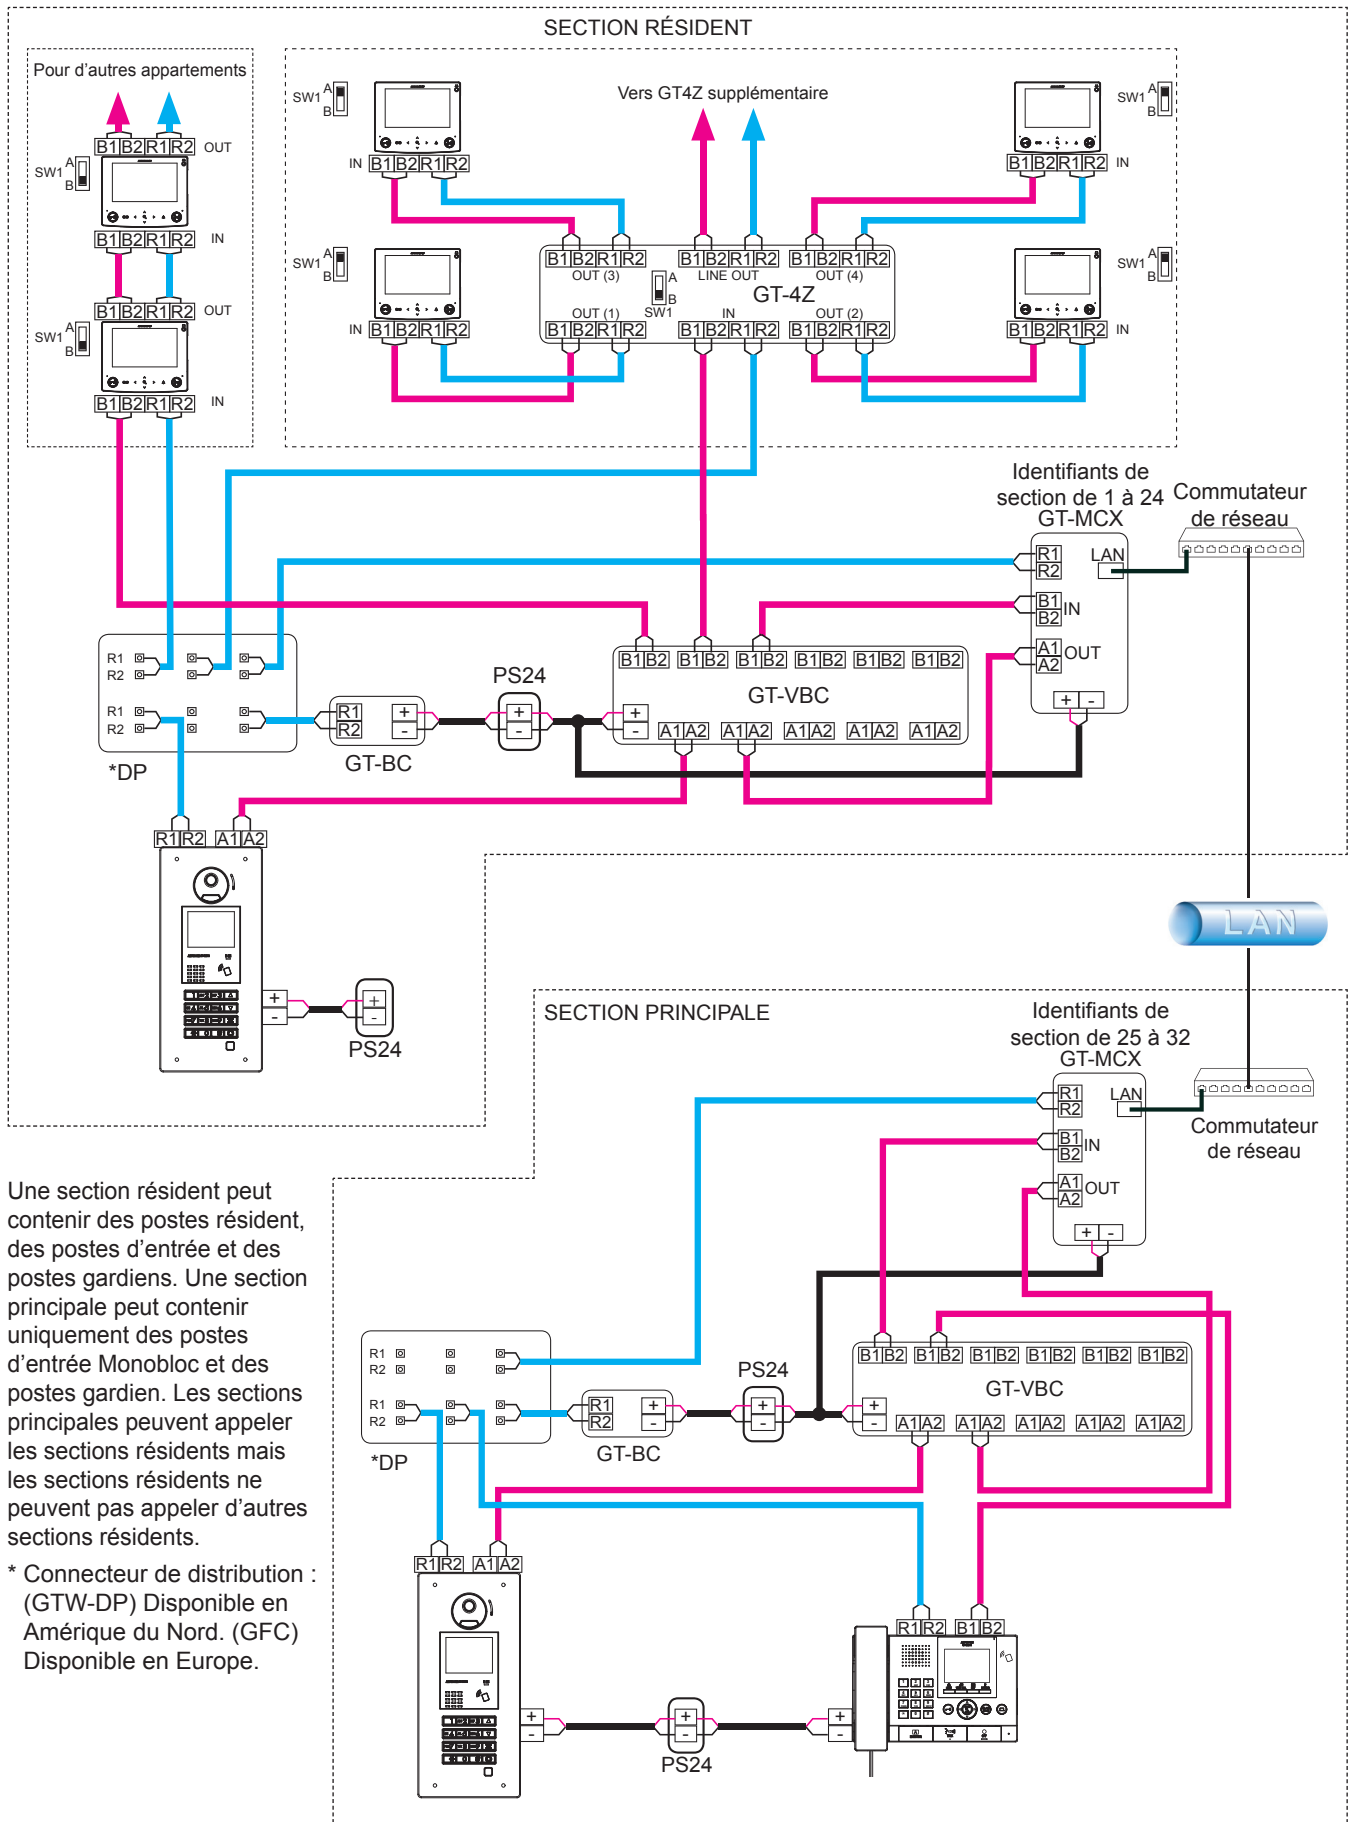 SECTION RÉSIDENT
Pour d'autres appartements
B1 B2 R1 R2 OUT
SW1 A B
B1 B2 R1 R2 IN
B1 B2 R1 R2 OUT
SW1 A B
B1 B2 R1 R2 IN
SW1 A B
IN B1 B2 R1 R2
Vers GT4Z supplémentaire
SW1 A B
B1 B2 R1 R2 IN
SW1 A B
IN B1 B2 R1 R2
B1 B2 R1 R2 B1 B2 R1 R2 B1 B2 R1 R2
OUT (3) LINE OUT OUT (4)
A B SW1
GT-4Z
OUT (1) IN OUT (2)
B1 B2 R1 R2 B1 B2 R1 R2 B1 B2 R1 R2
SW1 A B
B1 B2 R1 R2 IN
Identifiants de
section de 1 à 24
GT-MCX
Commutateur
de réseau
R1
R2
LAN
B1
B2
IN
A1
A2
OUT
+ -
R1
R2
R1
R2
*DP
R1
R2
+
-
GT-BC
PS24
+
-
B1 B2 B1 B2 B1 B2 B1 B2 B1 B2 B1 B2
GT-VBC
+
-
A1 A2 A1 A2 A1 A2 A1 A2 A1 A2
R1 R2 A1 A2
+
-
+
-
PS24
LAN
SECTION PRINCIPALE
Identifiants de
section de 25 à 32
GT-MCX
R1
R2
LAN
B1
B2
IN
A1
A2
OUT
+ -
Commutateur
de réseau
Une section résident peut
contenir des postes résident,
des postes d'entrée et des
postes gardiens. Une section
principale peut contenir
uniquement des postes
d'entrée Monobloc et des
postes gardien. Les sections
principales peuvent appeler
les sections résidents mais
les sections résidents ne
peuvent pas appeler d'autres
sections résidents.
* Connecteur de distribution :
(GTW-DP) Disponible en
Amérique du Nord. (GFC)
Disponible en Europe.
R1
R2
R1
R2
*DP
R1
R2
+
-
GT-BC
PS24
+
-
B1 B2 B1 B2 B1 B2 B1 B2 B1 B2 B1 B2
GT-VBC
+
-
A1 A2 A1 A2 A1 A2 A1 A2 A1 A2
R1 R2 A1 A2
+
-
+
-
PS24
+
-
R1 R2 B1 B2